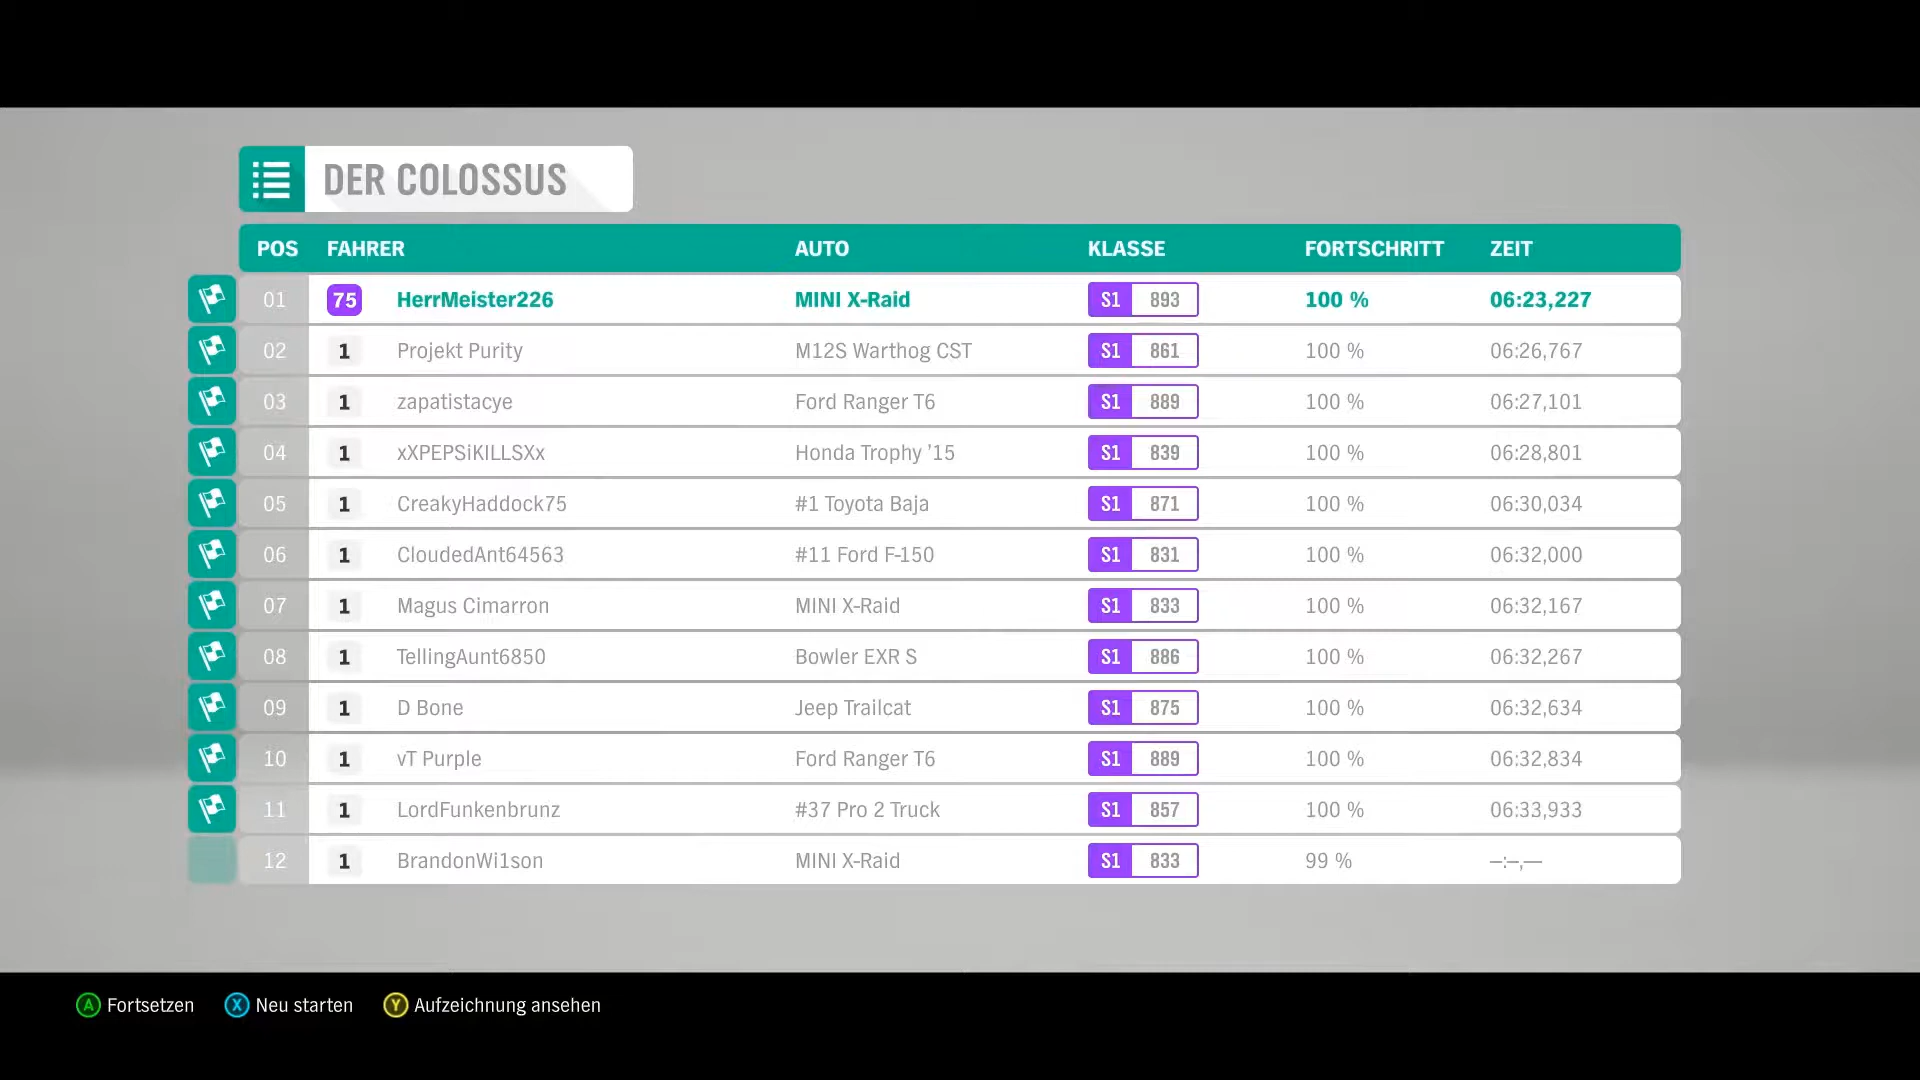 DER COLOSSUS
POS FAHRER AUTO KLASSE FORTSCHRITT ZEIT
01 75 HerrMeister226 MINI X-Raid S1 893 100 % 06:23,227
02 1 Projekt Purity M12S Warthog CST S1 861 100 % 06:26,767
03 1 zapatistacye Ford Ranger T6 S1 889 100 % 06:27,101
04 1 xXPEPSiKILLSXx Honda Trophy ’15 S1 839 100 % 06:28,801
05 1 CreakyHaddock75 #1 Toyota Baja S1 871 100 % 06:30,034
06 1 CloudedAnt64563 #11 Ford F-150 S1 831 100 % 06:32,000
07 1 Magus Cimarron MINI X-Raid S1 833 100 % 06:32,167
08 1 TellingAunt6850 Bowler EXR S S1 886 100 % 06:32,267
09 1 D Bone Jeep Trailcat S1 875 100 % 06:32,634
10 1 vT Purple Ford Ranger T6 S1 889 100 % 06:32,834
11 1 LordFunkenbrunz #37 Pro 2 Truck S1 857 100 % 06:33,933
12 1 BrandonWi1son MINI X-Raid S1 833 99 % –:–,––
A Fortsetzen X Neu starten Y Aufzeichnung ansehen